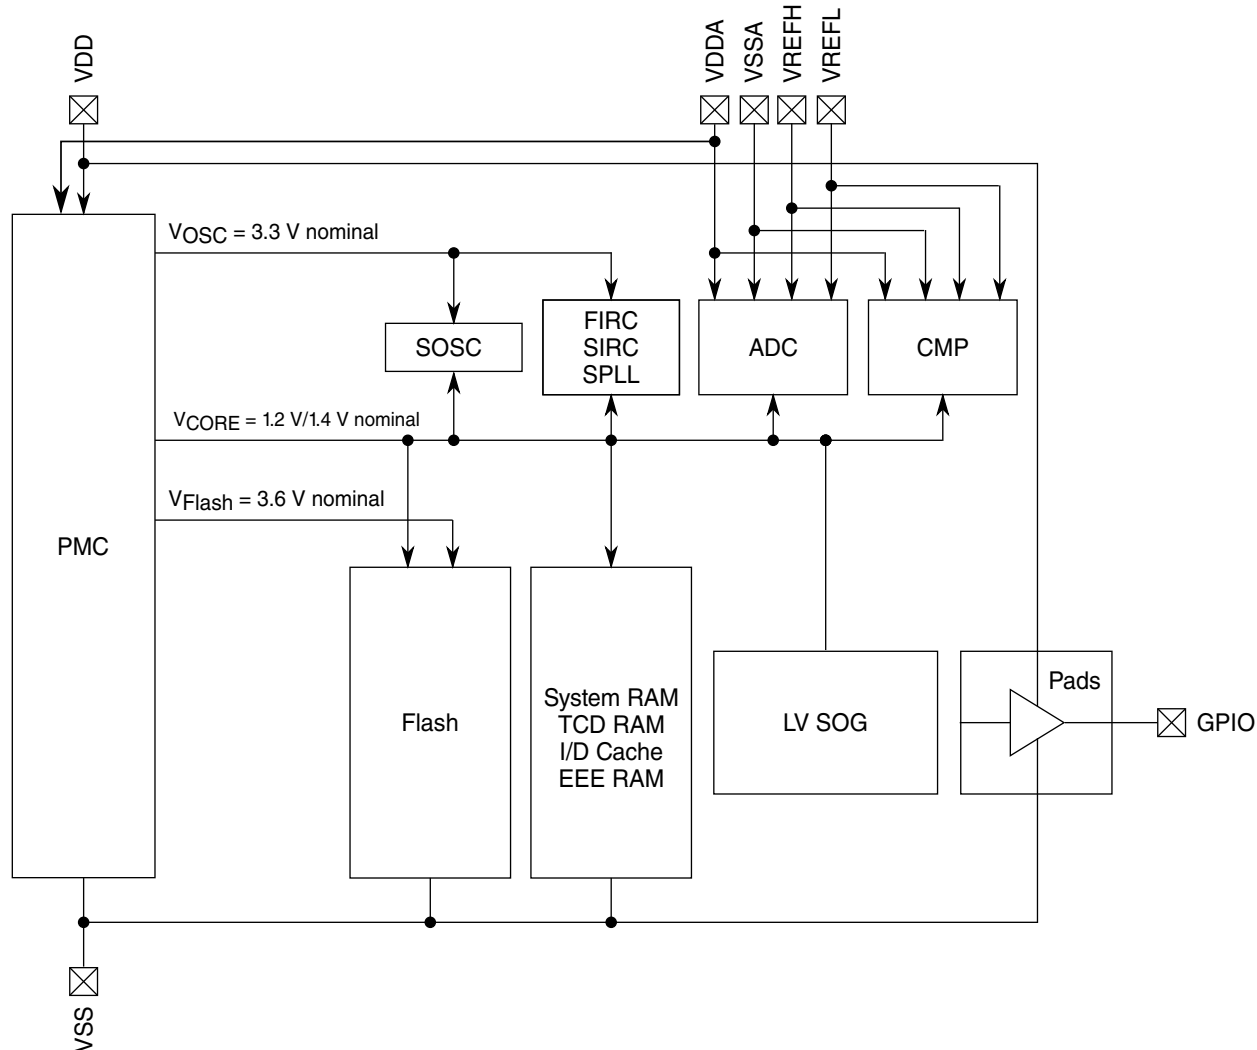 VDD
VDDA
VSSA
VREFH
VREFL
VOSC = 3.3 V nominal
FIRC
SIRC
SPLL
SOSC
ADC
CMP
VCORE = 1.2 V/1.4 V nominal
VFlash = 3.6 V nominal
PMC
Pads
System RAM
TCD RAM
I/D Cache
EEE RAM
Flash
LV SOG
GPIO
VSS